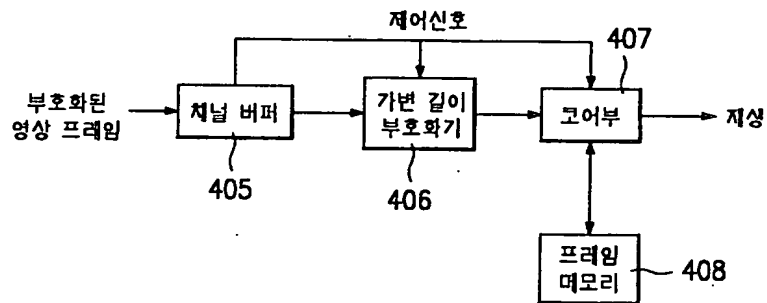 제어신호
407
부호화된
영상 프레임
채널 버퍼
가변 길이
부호화기
코어부
재생
405
406
프레임
메모리
408